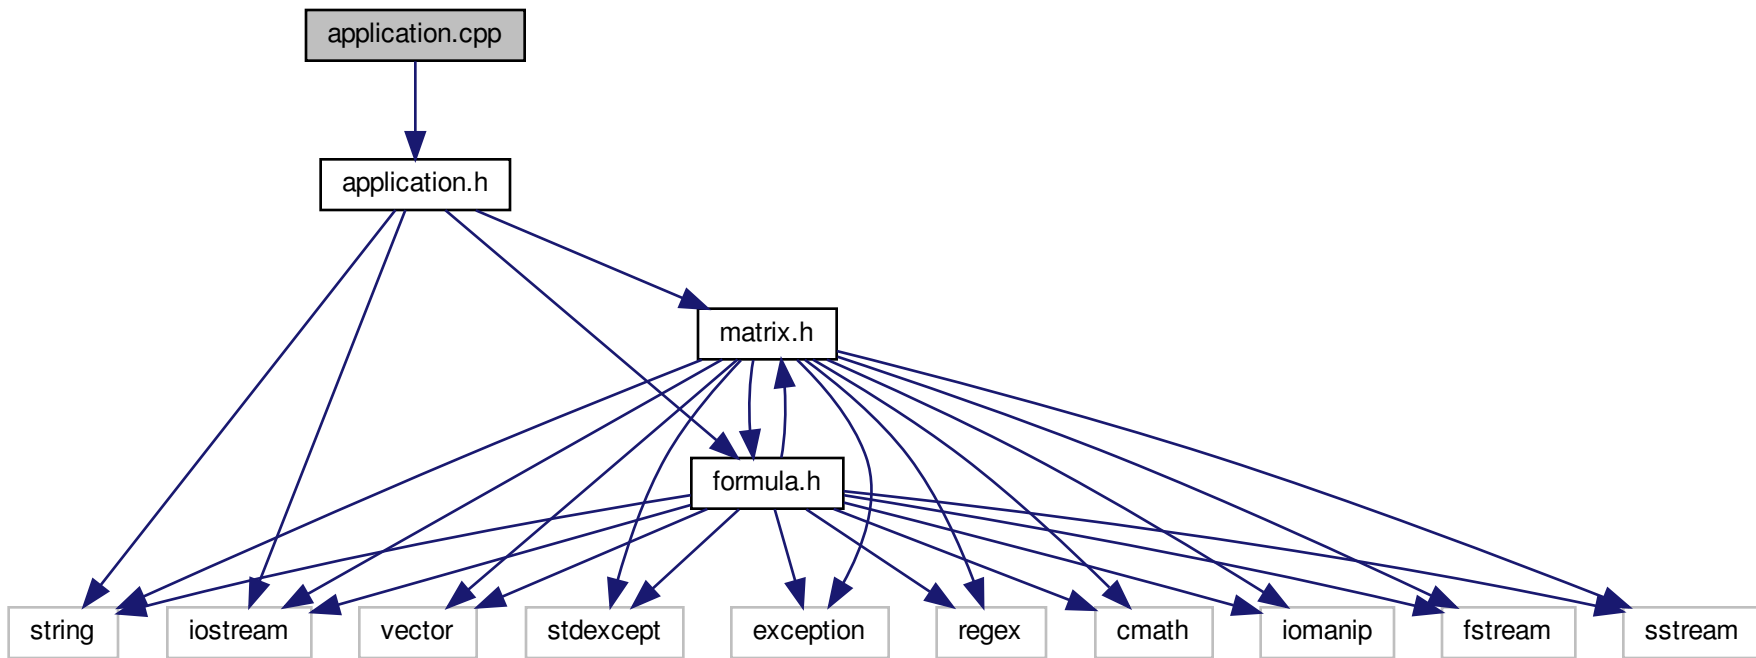 application.cpp
application.h
matrix.h
formula.h
string
iostream
vector
stdexcept
exception
regex
cmath
iomanip
fstream
sstream